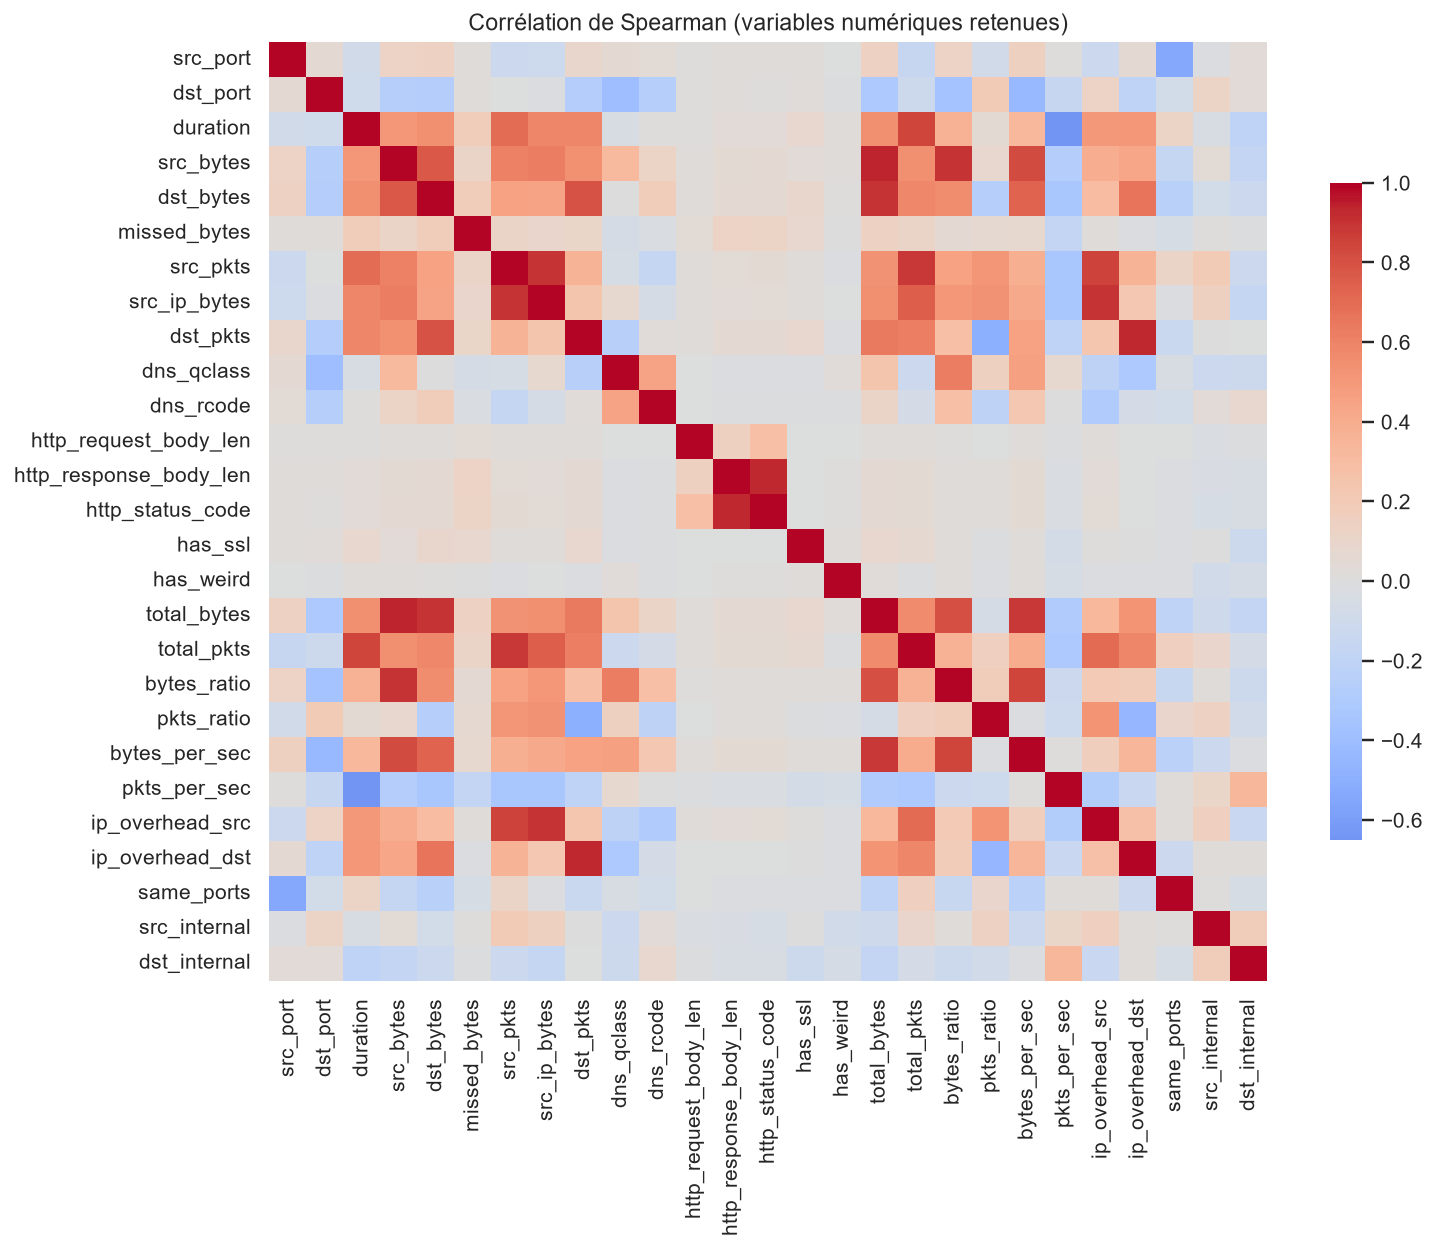 Corrélation de Spearman (variables numériques retenues)
src_port
dst_port
duration
src_bytes
dst_bytes
missed_bytes
src_pkts
src_ip_bytes
dst_pkts
dns_qclass
dns_rcode
http_request_body_len
http_response_body_len
http_status_code
has_ssl
has_weird
total_bytes
total_pkts
bytes_ratio
pkts_ratio
bytes_per_sec
pkts_per_sec
ip_overhead_src
ip_overhead_dst
same_ports
src_internal
dst_internal
src_port
dst_port
duration
src_bytes
dst_bytes
missed_bytes
src_pkts
src_ip_bytes
dst_pkts
dns_qclass
dns_rcode
http_request_body_len
http_response_body_len
http_status_code
has_ssl
has_weird
total_bytes
total_pkts
bytes_ratio
pkts_ratio
bytes_per_sec
pkts_per_sec
ip_overhead_src
ip_overhead_dst
same_ports
src_internal
dst_internal
1.0
0.8
0.6
0.4
0.2
0.0
−0.2
−0.4
−0.6